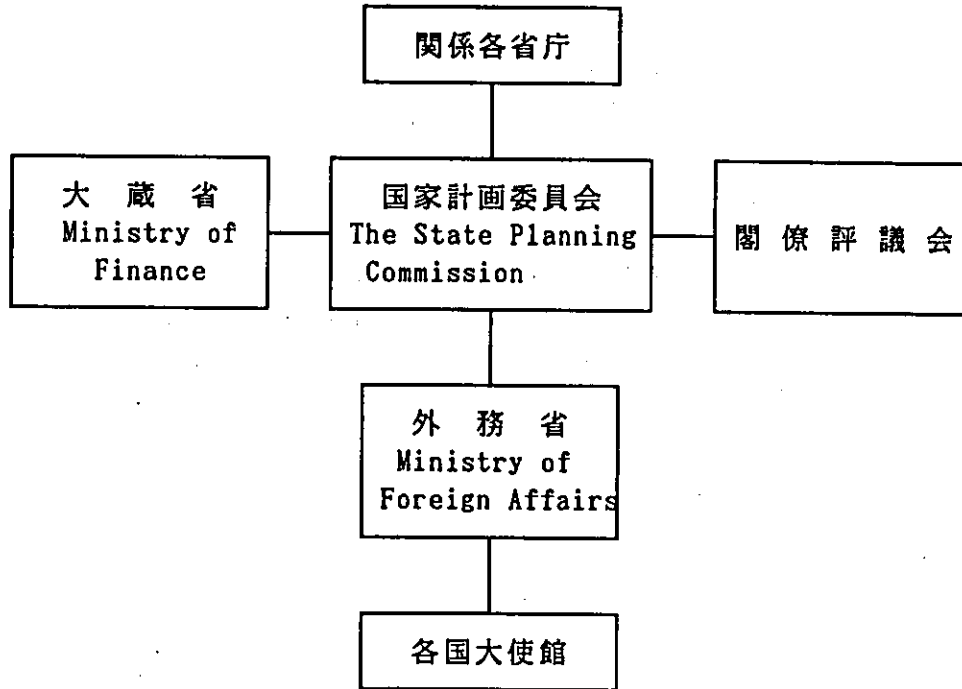 関係各省庁
大蔵省
Ministry of
Finance
国家計画委員会
The State Planning
Commission
閣僚評議会
外務省
Ministry of
Foreign Affairs
各国大使館